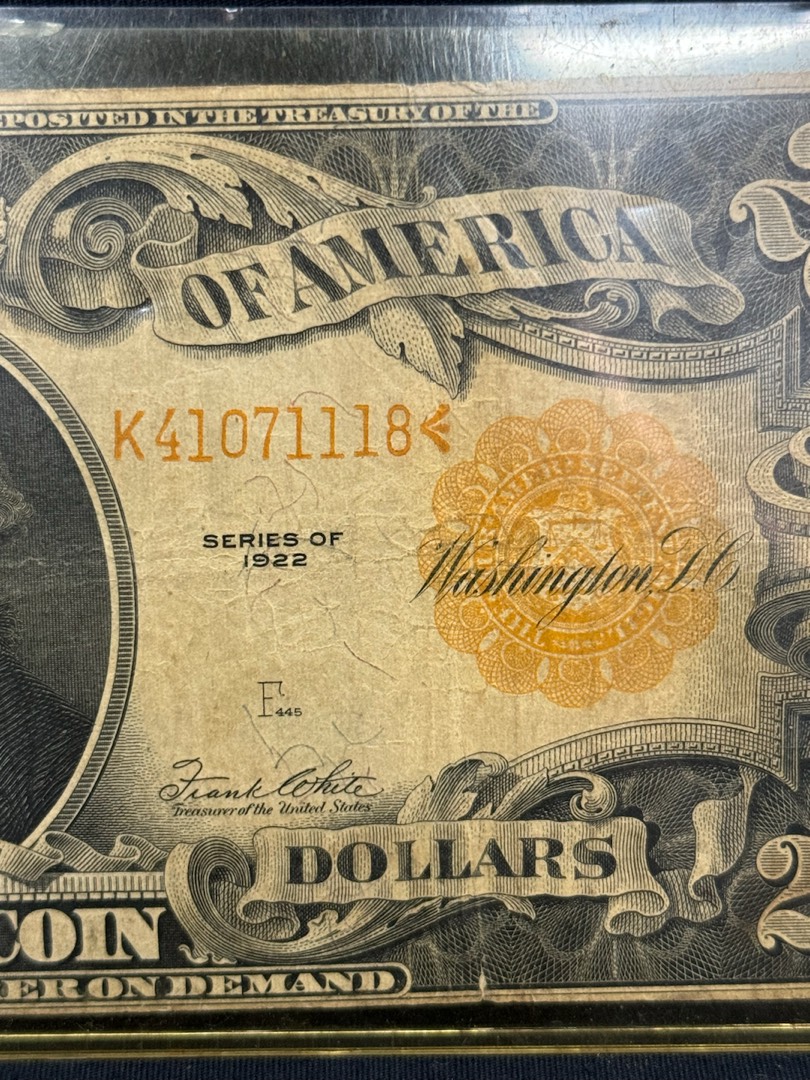 POSITED IN THE TREASURY OF THE
OF AMERICA
K41071118
SERIES OF
1922
Washington, D.C.
F445
Frank White
Treasurer of the United States
DOLLARS
COIN
ER ON DEMAND